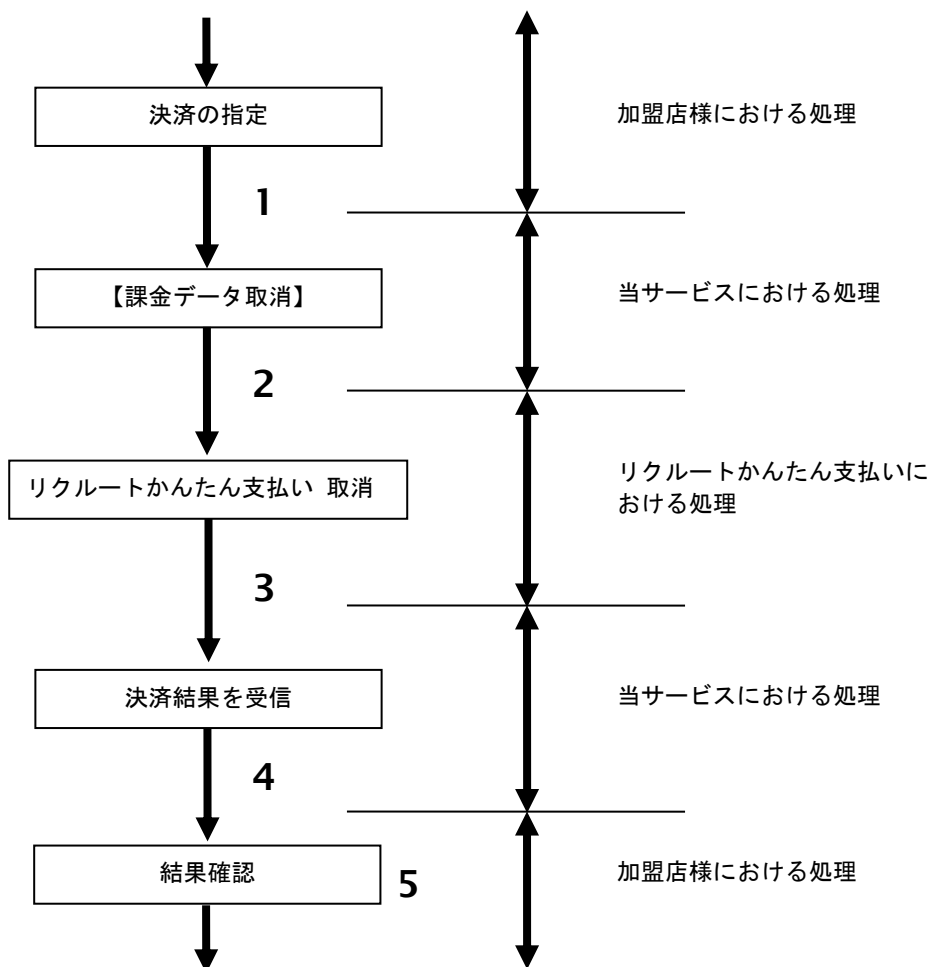 決済の指定
加盟店様における処理
1
【課金データ取消】
当サービスにおける処理
2
リクルートかんたん支払い 取消
リクルートかんたん支払いに
おける処理
3
決済結果を受信
当サービスにおける処理
4
結果確認
5
加盟店様における処理